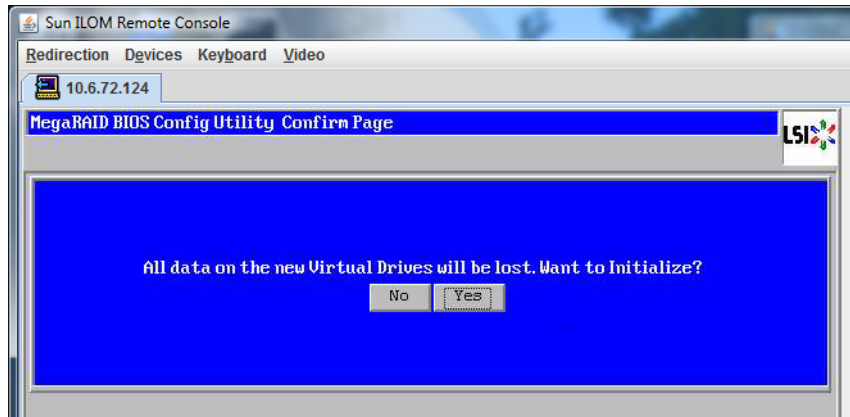 Sun ILOM Remote Console
Redirection Devices Keyboard Video
10.6.72.124
MegaRAID BIOS Config Utility Confirm Page
LSI
All data on the new Virtual Drives will be lost. Want to Initialize?
No Yes